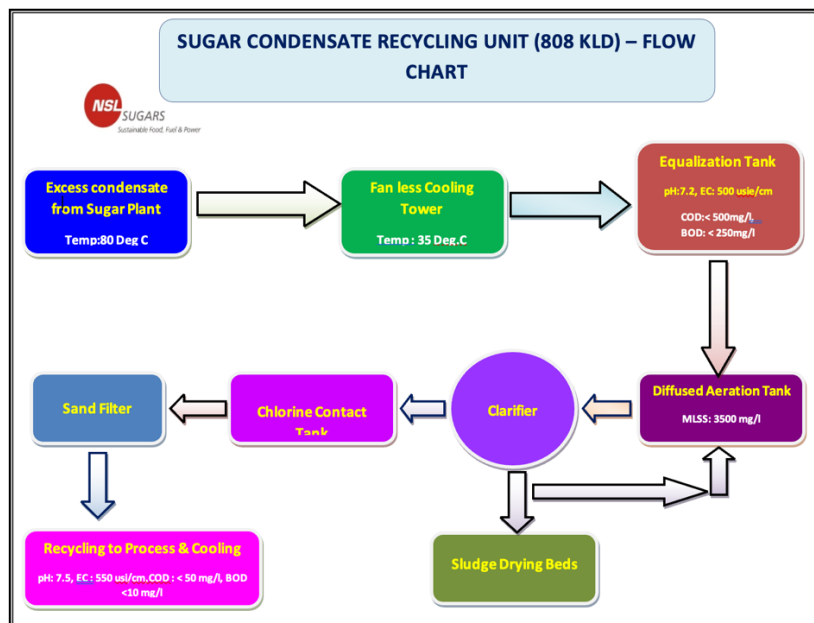 SUGAR CONDENSATE RECYCLING UNIT (808 KLD) – FLOW
CHART
NSL
SUGARS
Sustainable Food, Fuel & Power
Excess condensate
from Sugar Plant
Temp:80 Deg C
Fan less Cooling
Tower
Temp : 35 Deg.C
Equalization Tank
pH:7.2, EC: 500 usie/cm
COD:< 500mg/l,
BOD: < 250mg/l
Sand Filter
Chlorine Contact
Tank
Clarifier
Diffused Aeration Tank
MLSS: 3500 mg/l
Recycling to Process & Cooling
pH: 7.5, EC : 550 usi/cm,COD : < 50 mg/l, BOD
<10 mg/l
Sludge Drying Beds